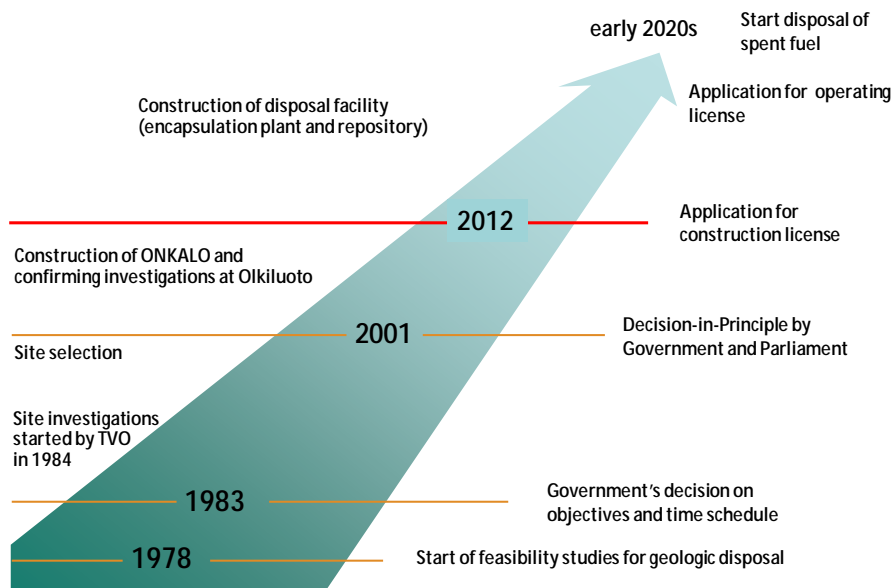 early 2020s
Start disposal of
spent fuel
Application for operating
license
Construction of disposal facility
(encapsulation plant and repository)
2012
Application for
construction license
Construction of ONKALO and
confirming investigations at Olkiluoto
2001
Decision-in-Principle by
Government and Parliament
Site selection
Site investigations
started by TVO
in 1984
1983
Government's decision on
objectives and time schedule
1978
Start of feasibility studies for geologic disposal